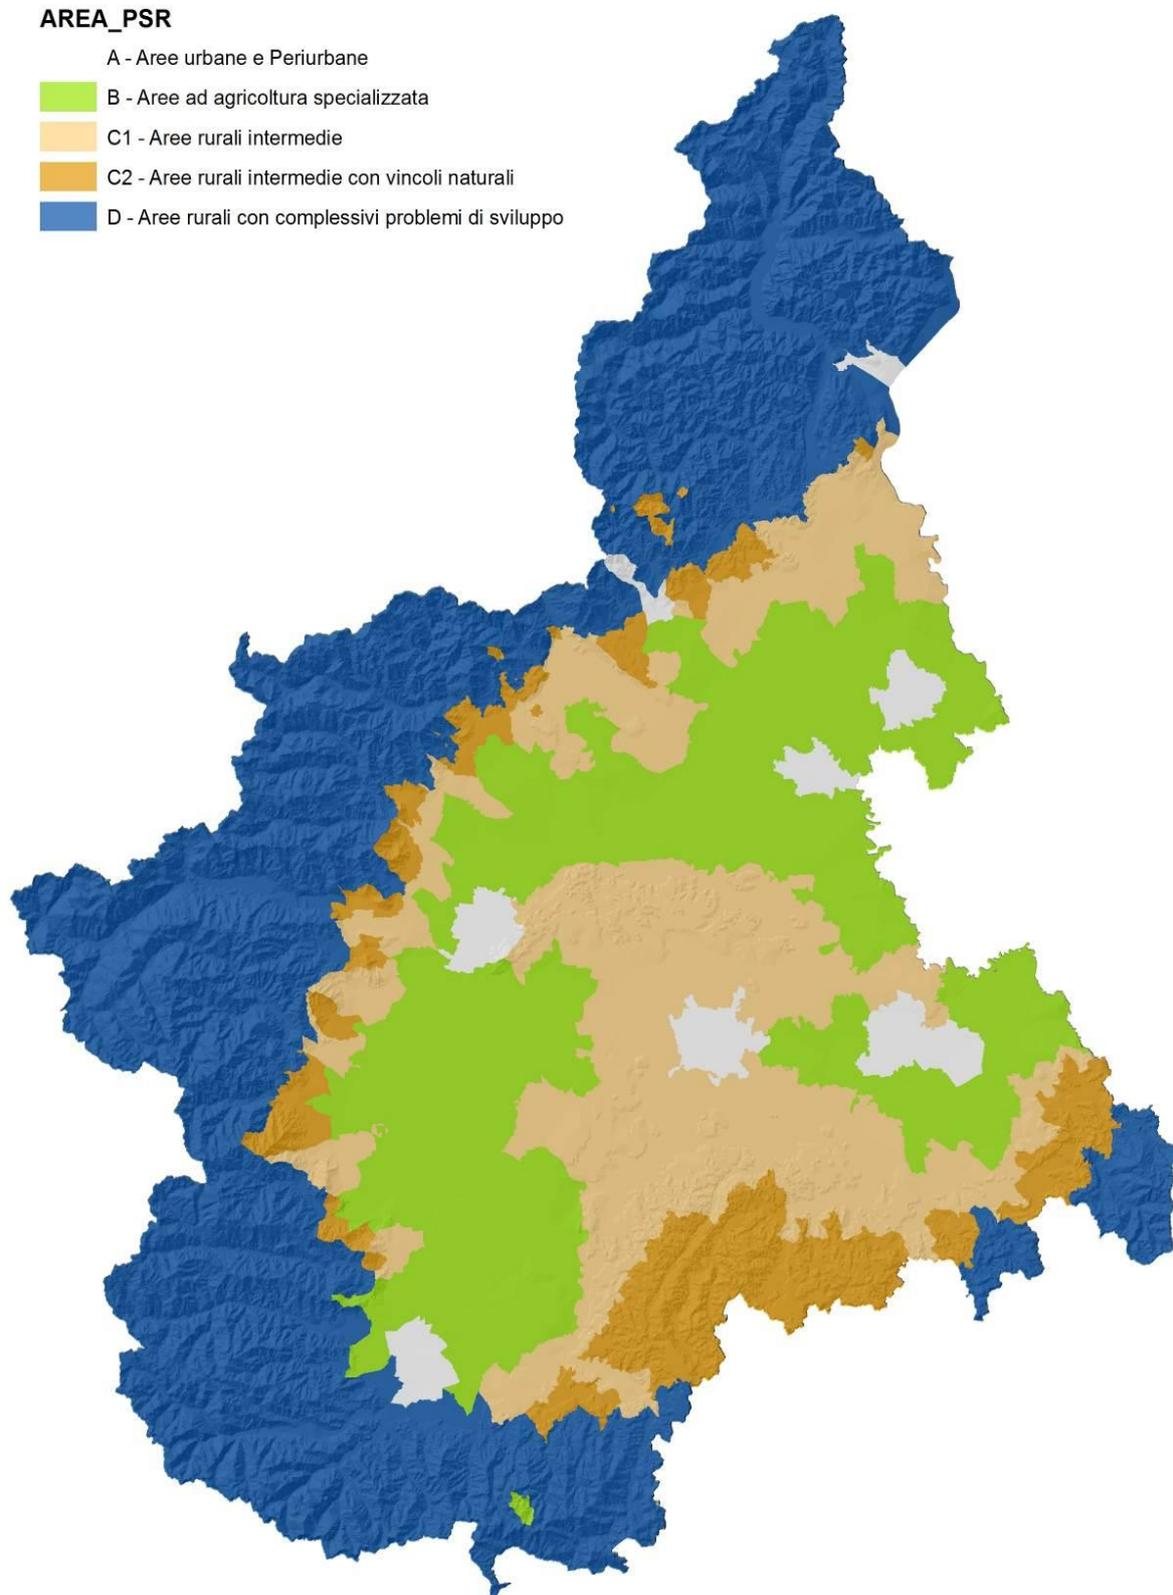 AREA_PSR
A - Aree urbane e Periurbane
B - Aree ad agricoltura specializzata
C1 - Aree rurali intermedie
C2 - Aree rurali intermedie con vincoli naturali
D - Aree rurali con complessivi problemi di sviluppo